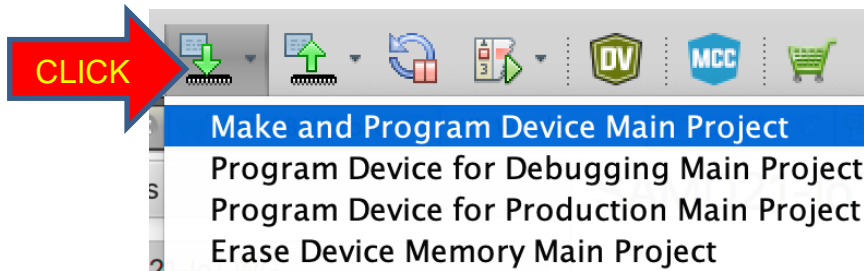 CLICK
3
DV
MCC
Make and Program Device Main Project
Program Device for Debugging Main Project
s
Program Device for Production Main Project
Erase Device Memory Main Project